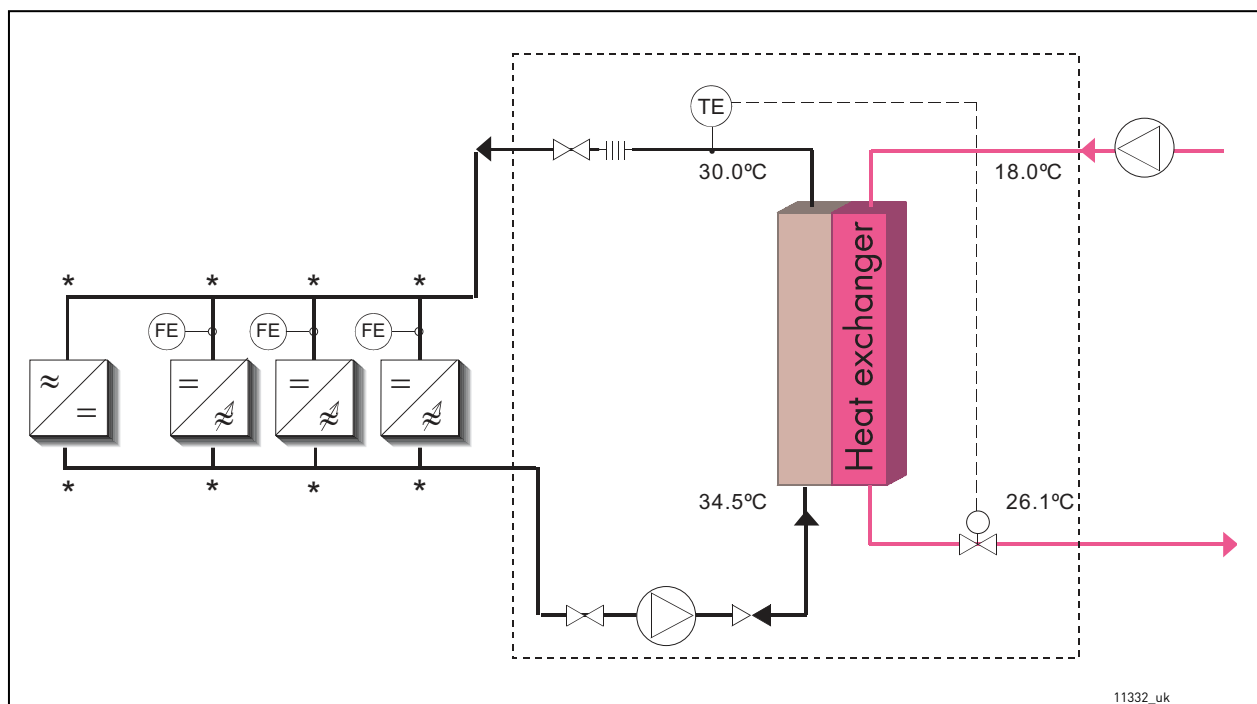 TE
30.0ºC
18.0ºC
Heat exchanger
* * * *
FE FE FE
≈ = = ≈ = ≈ = ≈
* * * *
34.5ºC
26.1ºC
11332_uk